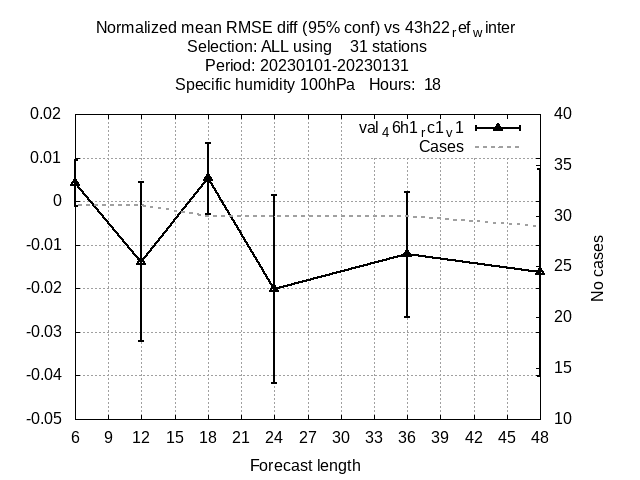 Normalized mean RMSE diff (95% conf) vs 43h22ref winter
Selection: ALL using 31 stations
Period: 20230101-20230131
Specific humidity 100hPa Hours: 18
val46h1rc1v1
Cases
0.02
0.01
0
-0.01
-0.02
-0.03
-0.04
-0.05
40
35
30
25
20
15
10
No cases
6 9 12 15 18 21 24 27 30 33 36 39 42 45 48
Forecast length